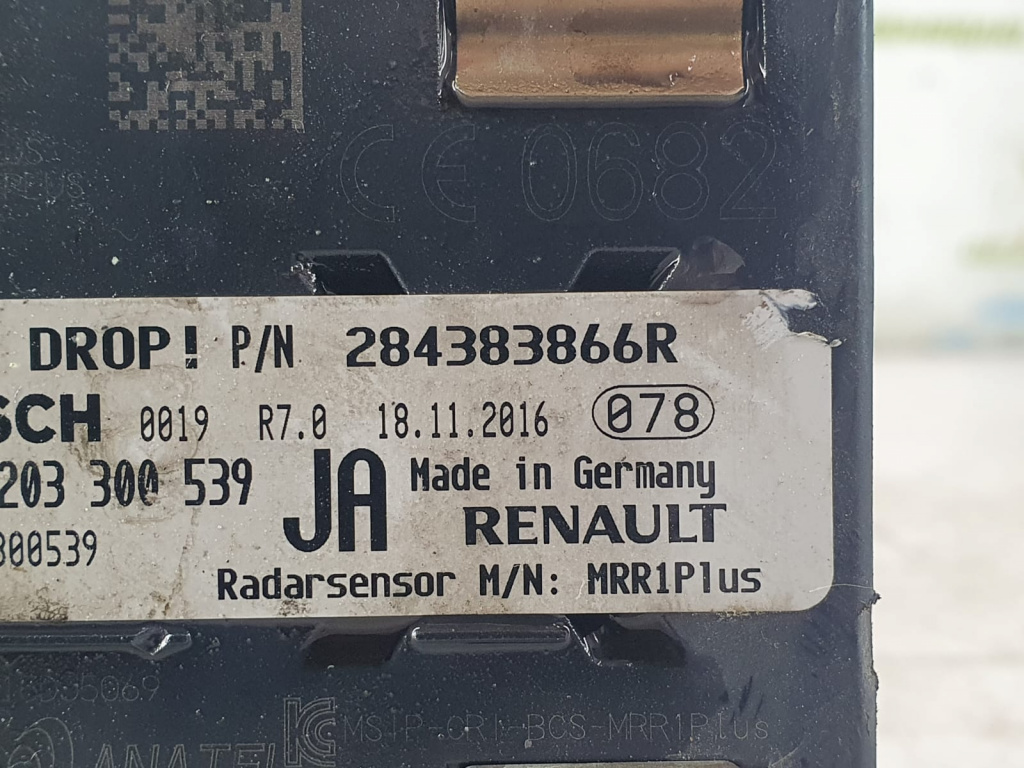 CE 0682
DROP! P/N 284383866R
SCH 0019 R7.0 18.11.2016 078
203 300 539 JA Made in Germany
RENAULT
300539
Radarsensor M/N: MRR1Plus
MSIP-CRI-BCS-MRR1Plus
ANATEL